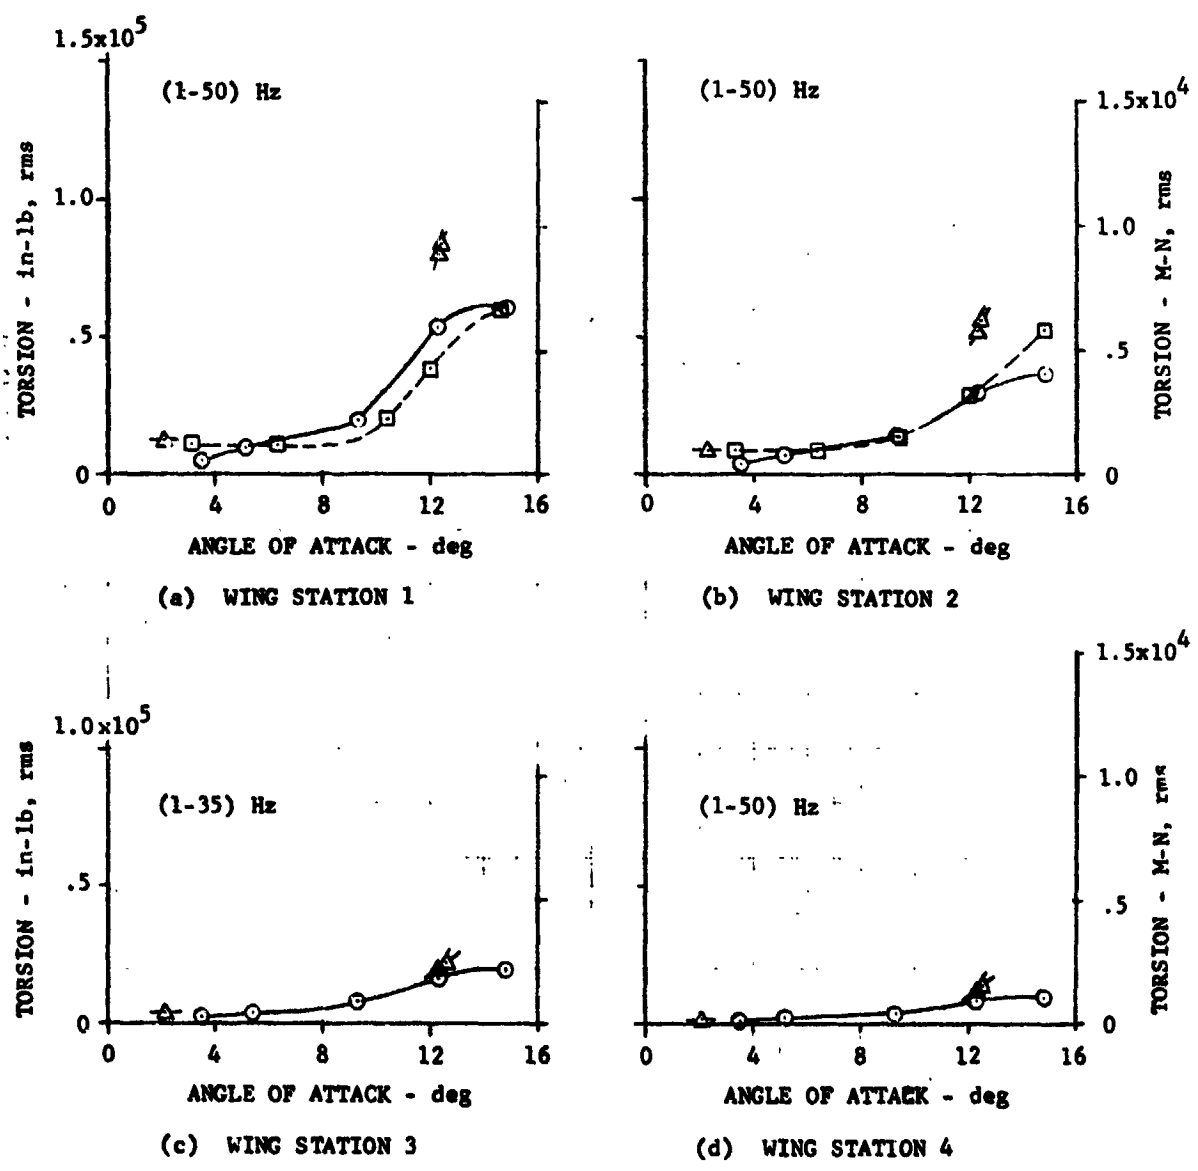 1.5x10^5
(1-50) Hz
(1-50) Hz
1.5x10^4
TORSION - in-lb, rms
1.0
1.0
TORSION - M-N, rms
.5
.5
0
0
0 4 8 12 16
0 4 8 12 16
ANGLE OF ATTACK - deg
ANGLE OF ATTACK - deg
(a) WING STATION 1
(b) WING STATION 2
1.5x10^4
1.0x10^5
TORSION - in-lb, rms
(1-35) Hz
(1-50) Hz
1.0
TORSION - M-N, rms
.5
.5
0
0
0 4 8 12 16
0 4 8 12 16
ANGLE OF ATTACK - deg
ANGLE OF ATTACK - deg
(c) WING STATION 3
(d) WING STATION 4